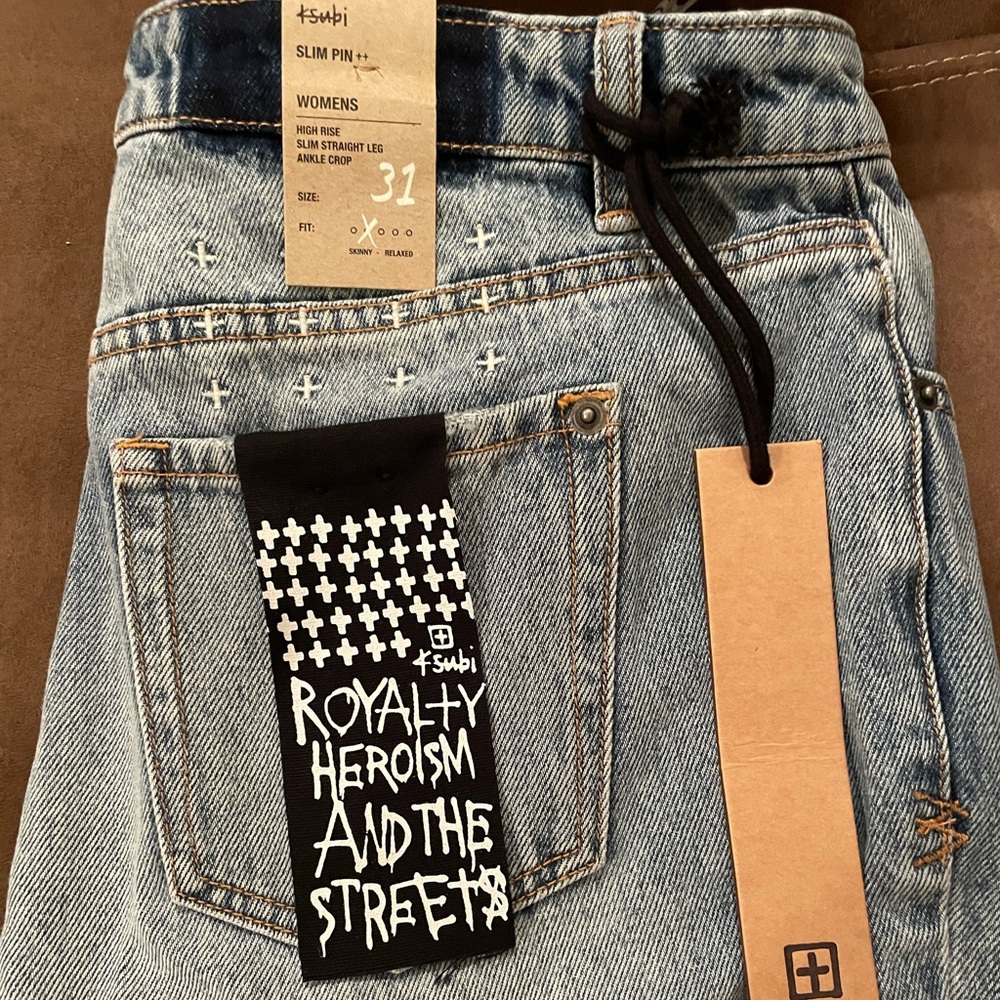 Ksubi
SLIM PIN ++
WOMENS
HIGH RISE
SLIM STRAIGHT LEG
ANKLE CROP
SIZE: 31
FIT: o X o o o
SKINNY - RELAXED
Ksubi
ROYALTY
HEROISM
AND THE
STREET$